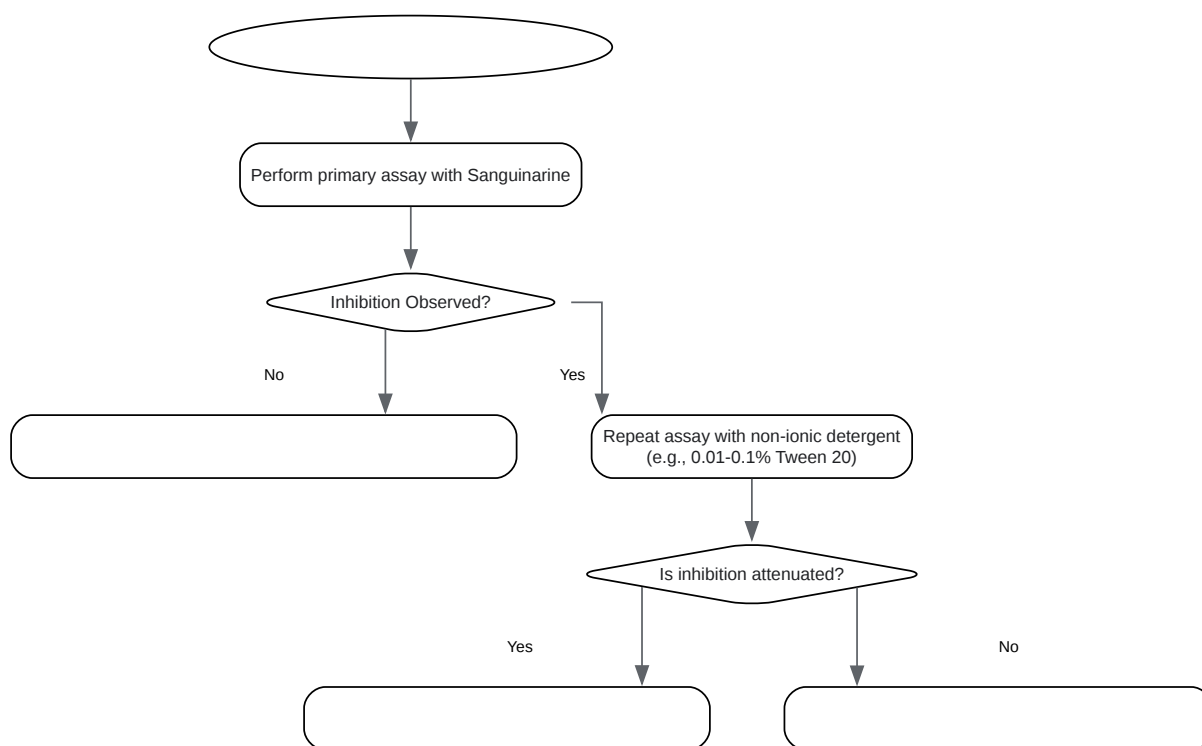 Perform primary assay with Sanguinarine
Inhibition Observed?
No
Yes
Repeat assay with non-ionic detergent
(e.g., 0.01-0.1% Tween 20)
Is inhibition attenuated?
Yes
No